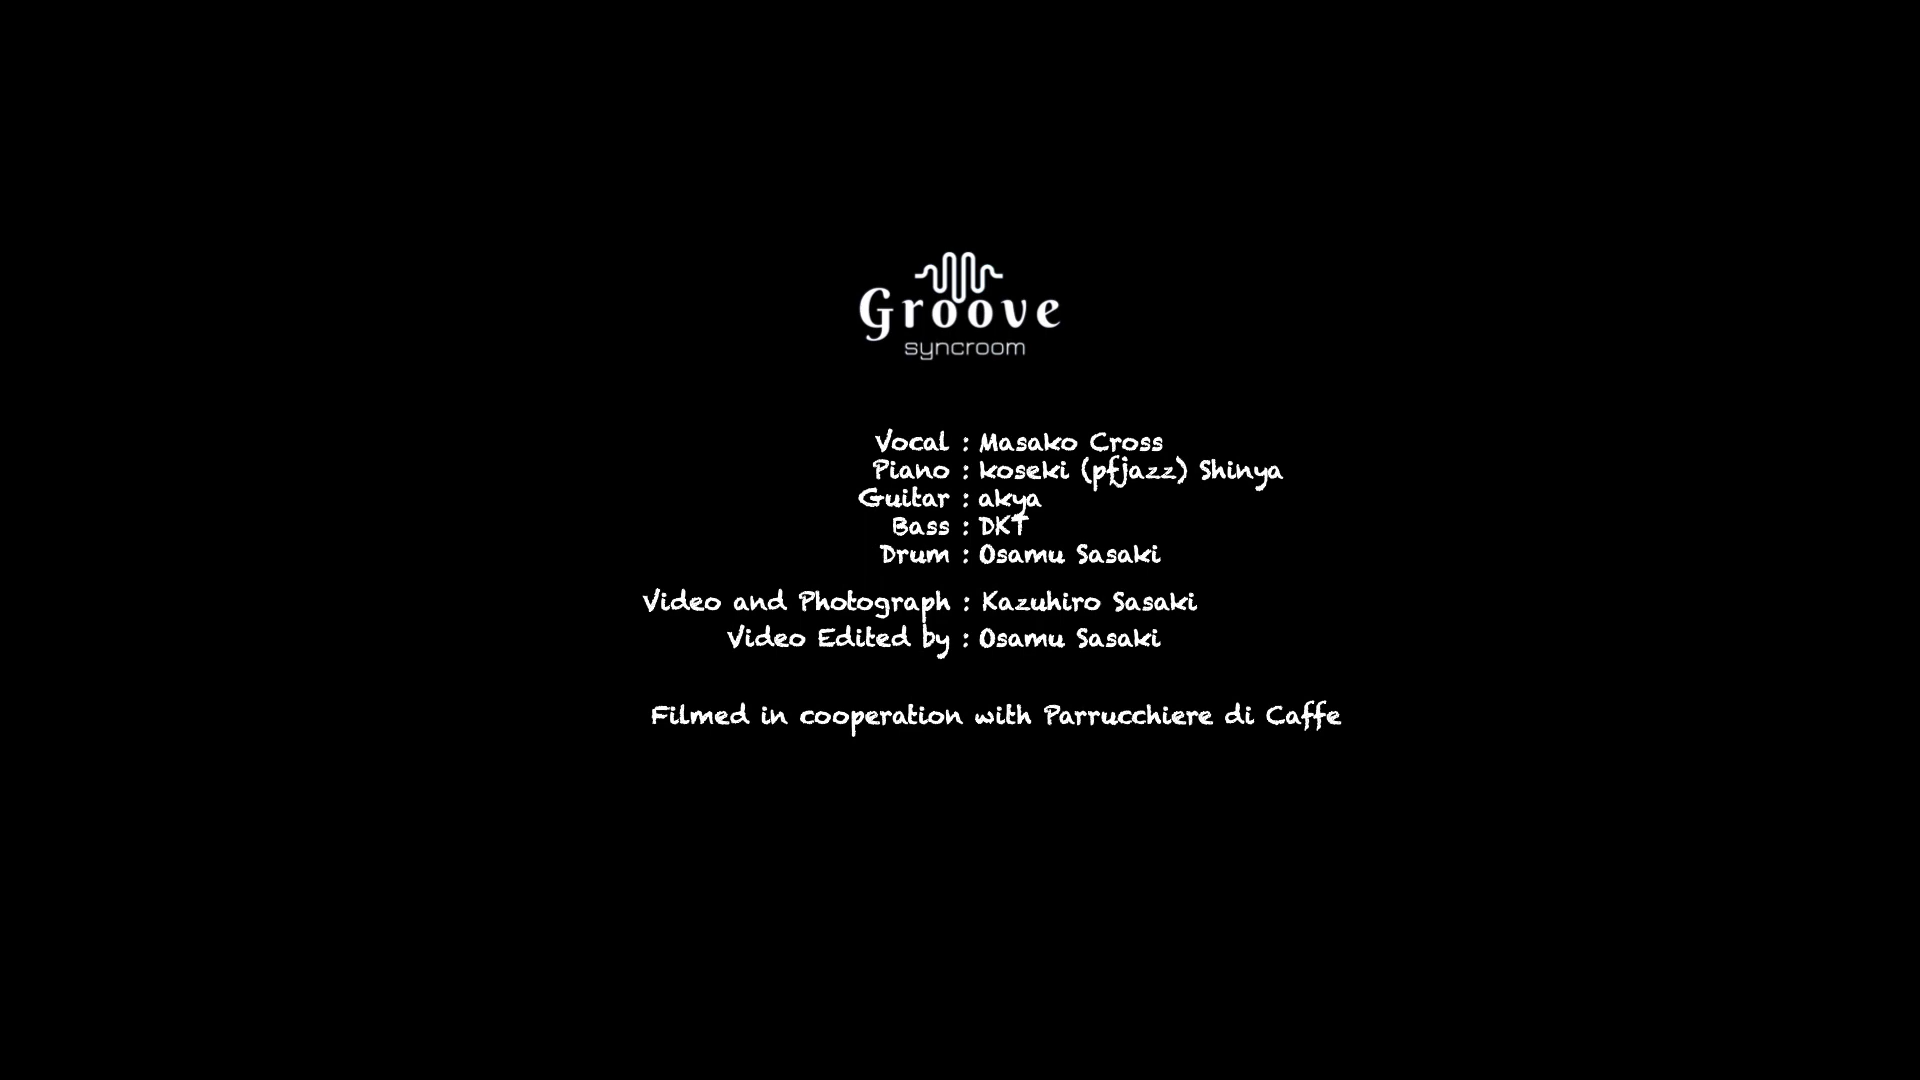 Groove
syncroom
Vocal : Masako Cross
Piano : koseki (pfjazz) Shinya
Guitar : akya
Bass : DKT
Drum : Osamu Sasaki
Video and Photograph : Kazuhiro Sasaki
Video Edited by : Osamu Sasaki
Filmed in cooperation with Parrucchiere di Caffe